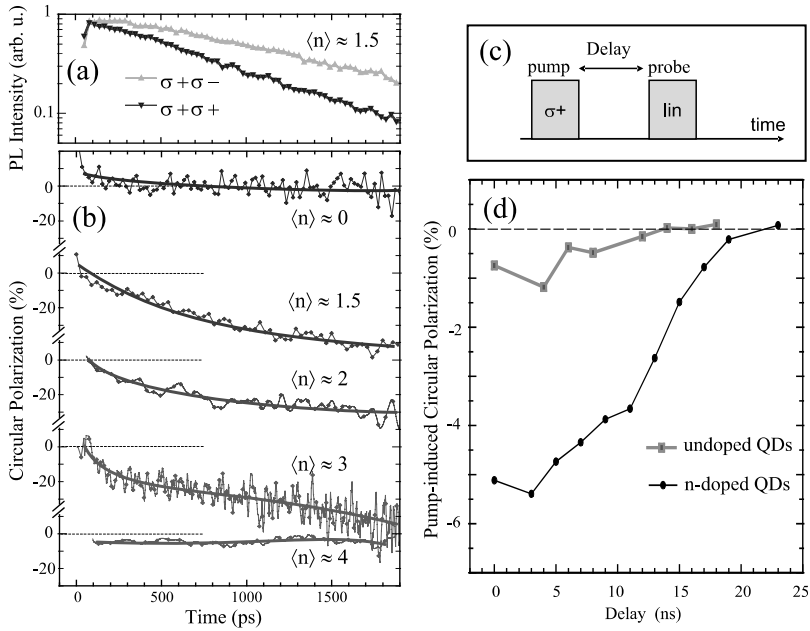 PL Intensity (arb. u.)
1
0.1
(a)
⟨n⟩ ≈ 1.5
σ+σ−
σ+σ+
(b)
Circular Polarization (%)
0
-20
⟨n⟩ ≈ 0
0
-20
⟨n⟩ ≈ 1.5
0
-20
⟨n⟩ ≈ 2
0
-20
⟨n⟩ ≈ 3
0
-20
⟨n⟩ ≈ 4
0 500 1000 1500
Time (ps)
(c)
Delay
pump probe
σ+ lin
time
(d)
Pump-induced Circular Polarization (%)
0
-2
-4
-6
undoped QDs
n-doped QDs
0 5 10 15 20 25
Delay (ns)